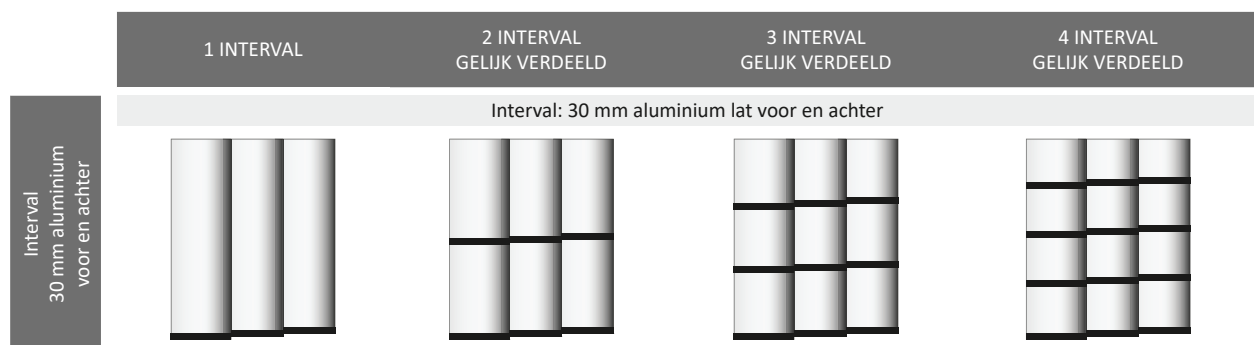 1 INTERVAL
2 INTERVAL
GELIJK VERDEELD
3 INTERVAL
GELIJK VERDEELD
4 INTERVAL
GELIJK VERDEELD
Interval: 30 mm aluminium lat voor en achter
Interval
30 mm aluminium
voor en achter